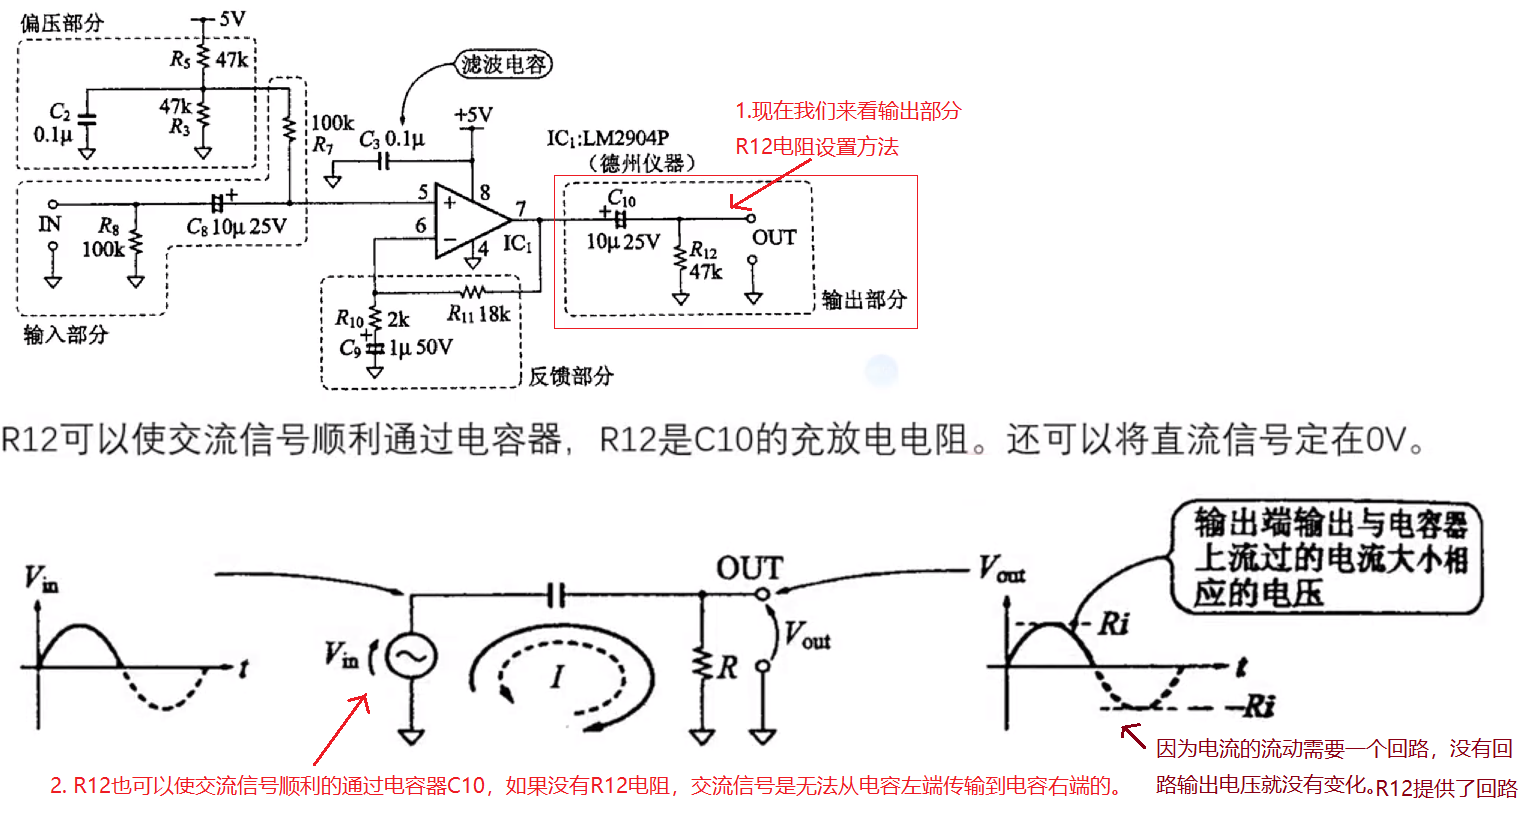 偏压部分
5V
R5 47k
C2
0.1μ
47k
R3
100k
R7
滤波电容
+5V
C3 0.1μ
IC1:LM2904P
（德州仪器）
1.现在我们来看输出部分
R12电阻设置方法
IN
R8
100k
+
C8 10μ 25V
5
+
8
7
6
−
4
IC1
+
C10
10μ 25V
R12
47k
OUT
输出部分
输入部分
R10
2k
R11 18k
+
C9
1μ 50V
反馈部分
R12可以使交流信号顺利通过电容器，R12是C10的充放电电阻。还可以将直流信号定在0V。
Vin
t
Vin
I
R
OUT
Vout
Vout
Ri
t
-Ri
输出端输出与电容器
上流过的电流大小相
应的电压
2. R12也可以使交流信号顺利的通过电容器C10，如果没有R12电阻，交流信号是无法从电容左端传输到电容右端的。
因为电流的流动需要一个回路，没有回
路输出电压就没有变化。R12提供了回路